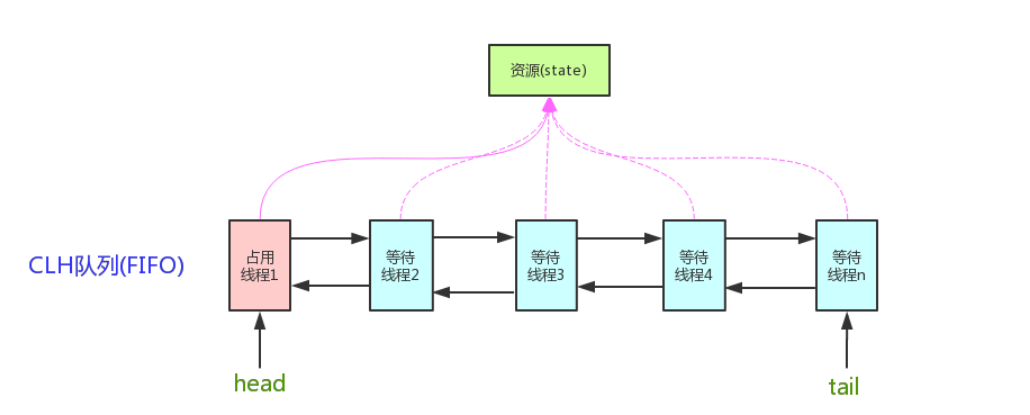 资源(state)
占用
线程1
等待
线程2
等待
线程3
等待
线程4
等待
线程n
CLH队列(FIFO)
head
tail